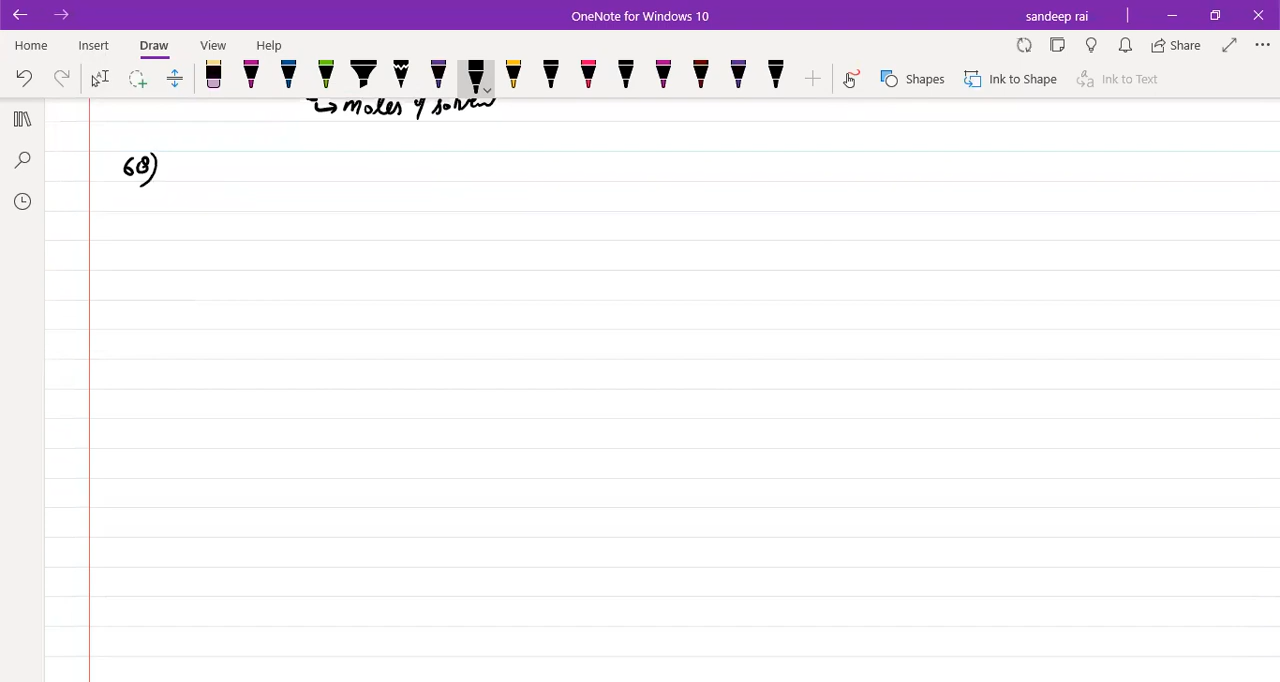 OneNote for Windows 10
sandeep rai
Home Insert Draw View Help
Share
Shapes Ink to Shape Ink to Text
↳ moles of solven
68)